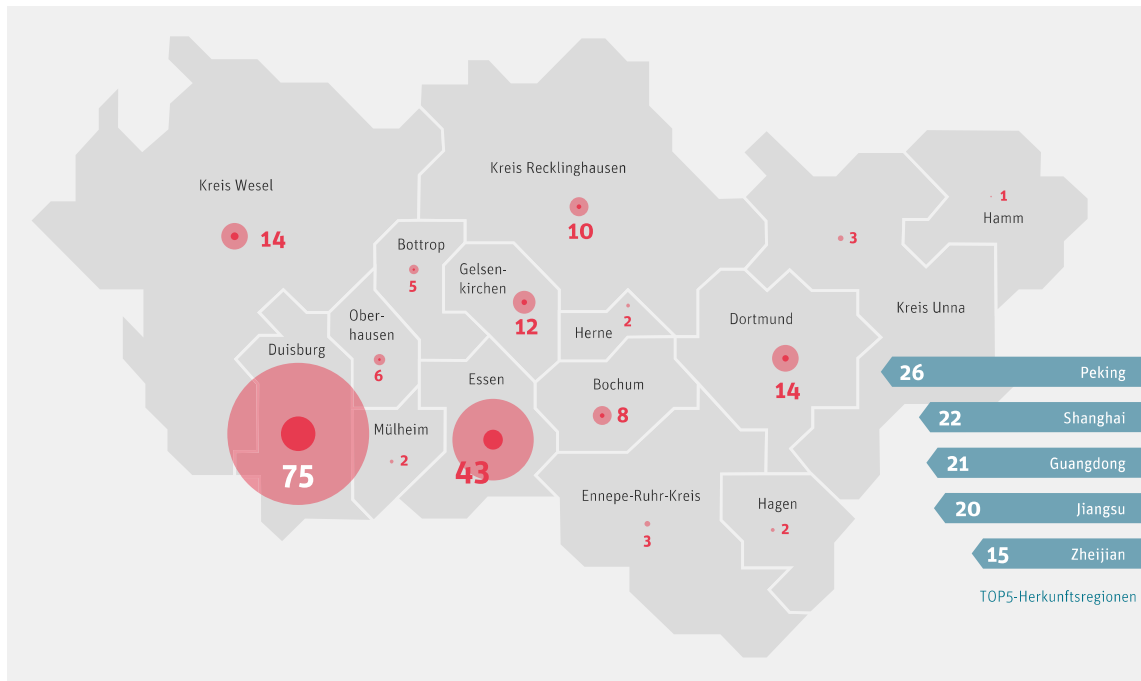 Kreis Wesel
14
Kreis Recklinghausen
10
3
1
Hamm
Bottrop
5
Gelsen-
kirchen
12
Ober-
hausen
6
Herne
2
Dortmund
14
Kreis Unna
Duisburg
75
Essen
43
Bochum
8
Mülheim
2
Ennepe-Ruhr-Kreis
3
Hagen
2
26 Peking
22 Shanghai
21 Guangdong
20 Jiangsu
15 Zheijian
TOP5-Herkunftsregionen